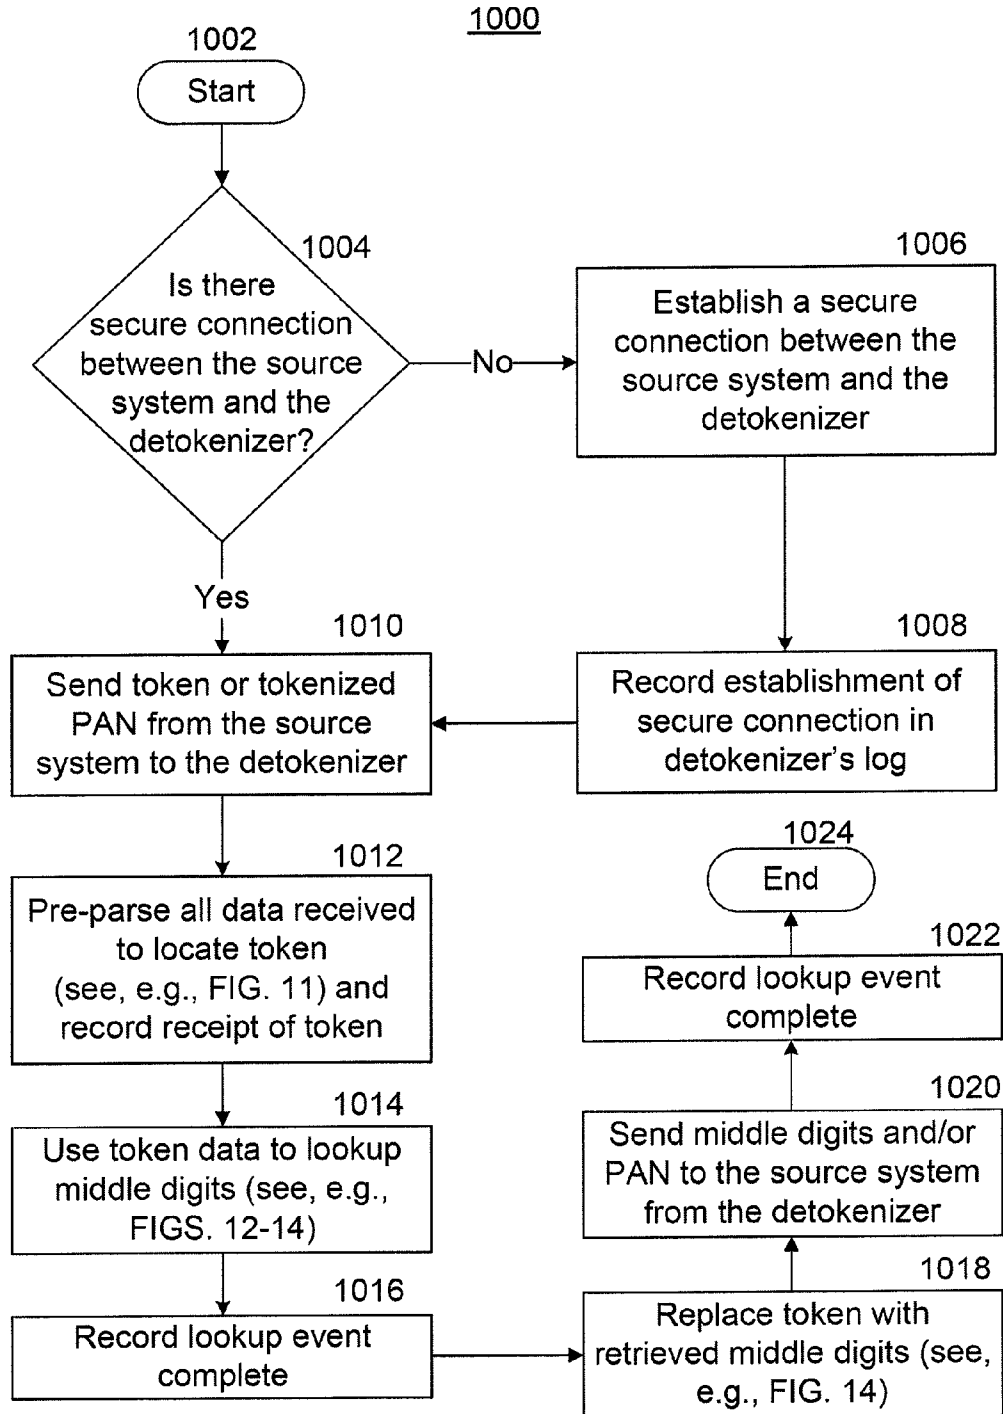 1000
1002
Start
1004
Is there
secure connection
between the source
system and the
detokenizer?
No
1006
Establish a secure
connection between the
source system and the
detokenizer
Yes
1008
Record establishment of
secure connection in
detokenizer's log
1010
Send token or tokenized
PAN from the source
system to the detokenizer
1012
Pre-parse all data received
to locate token
(see, e.g., FIG. 11) and
record receipt of token
1014
Use token data to lookup
middle digits (see, e.g.,
FIGS. 12-14)
1016
Record lookup event
complete
1018
Replace token with
retrieved middle digits (see,
e.g., FIG. 14)
1020
Send middle digits and/or
PAN to the source system
from the detokenizer
1022
Record lookup event
complete
1024
End